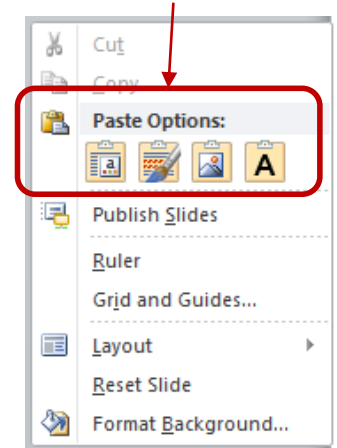 Cut
Copy
Paste Options:
a A
Publish Slides
Ruler
Grid and Guides...
Layout
Reset Slide
Format Background...